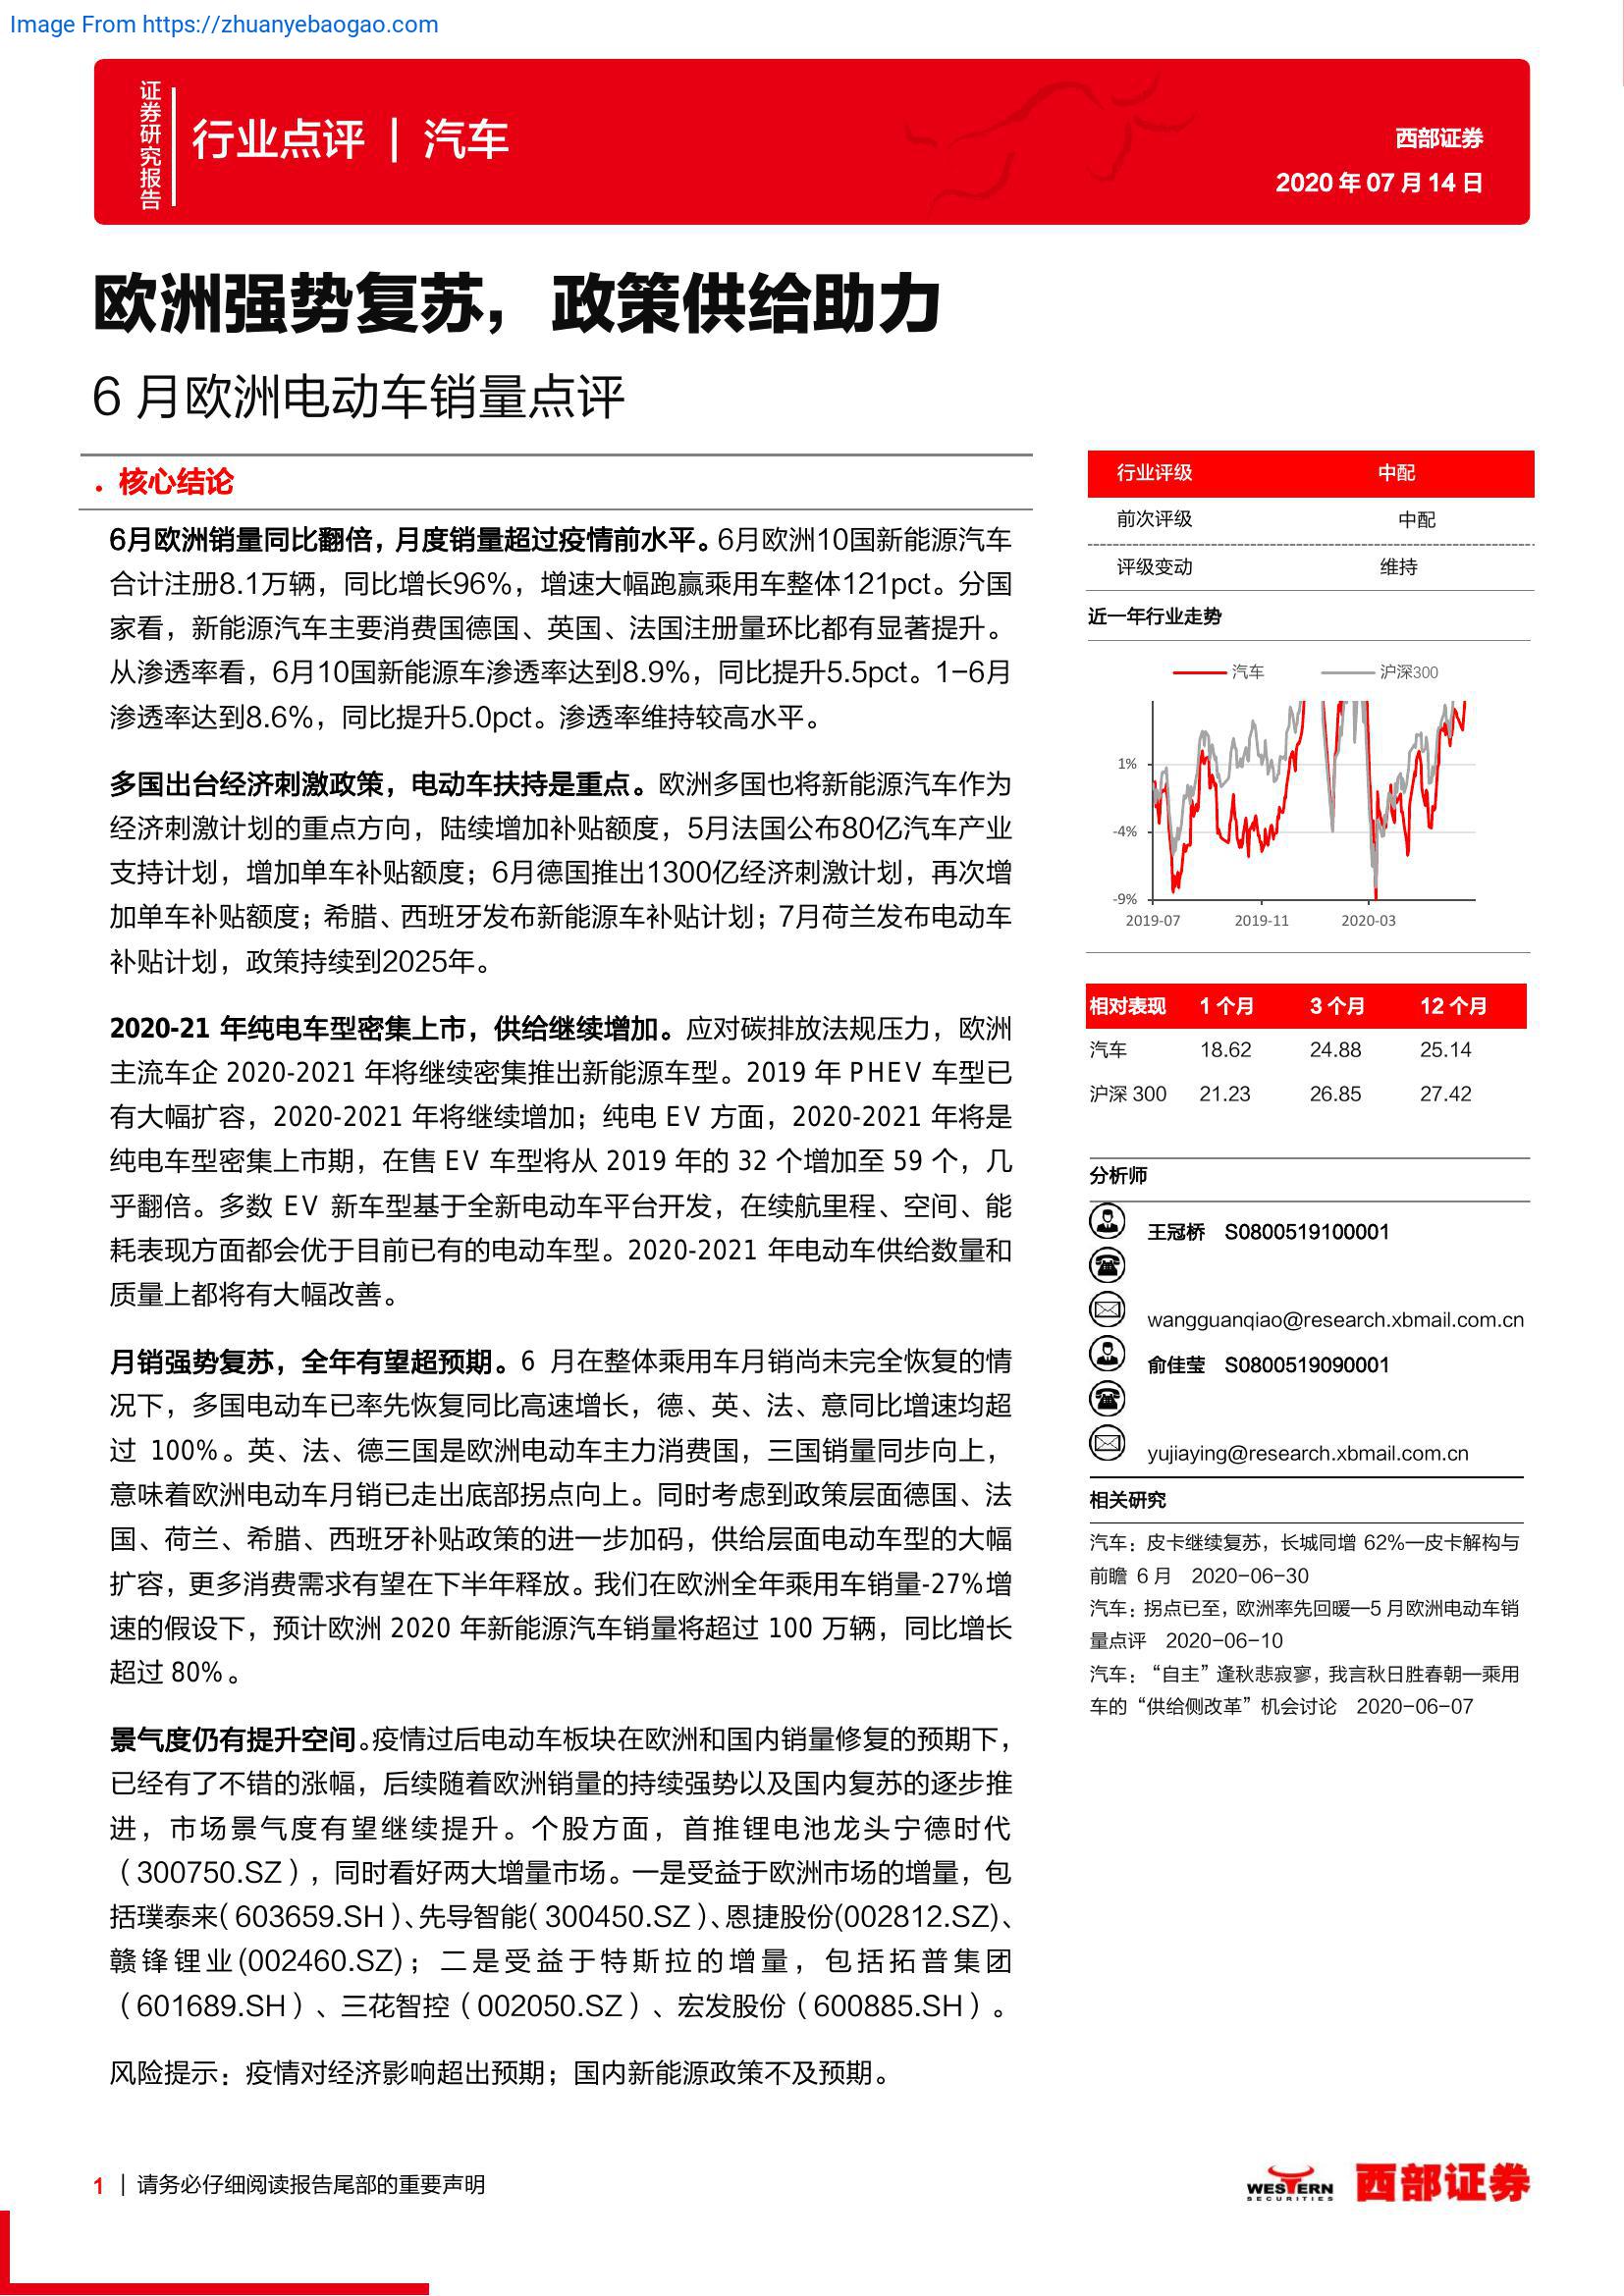 Image From https://zhuanyebaogao.com
证券研究报告
行业点评 | 汽车
西部证券
2020 年 07 月 14 日
欧洲强势复苏，政策供给助力
6 月欧洲电动车销量点评
• 核心结论
6月欧洲销量同比翻倍，月度销量超过疫情前水平。6月欧洲10国新能源汽车
合计注册8.1万辆，同比增长96%，增速大幅跑赢乘用车整体121pct。分国
家看，新能源汽车主要消费国德国、英国、法国注册量环比都有显著提升。
从渗透率看，6月10国新能源车渗透率达到8.9%，同比提升5.5pct。1-6月
渗透率达到8.6%，同比提升5.0pct。渗透率维持较高水平。
多国出台经济刺激政策，电动车扶持是重点。欧洲多国也将新能源汽车作为
经济刺激计划的重点方向，陆续增加补贴额度，5月法国公布80亿汽车产业
支持计划，增加单车补贴额度；6月德国推出1300亿经济刺激计划，再次增
加单车补贴额度；希腊、西班牙发布新能源车补贴计划；7月荷兰发布电动车
补贴计划，政策持续到2025年。
2020-21 年纯电车型密集上市，供给继续增加。应对碳排放法规压力，欧洲
主流车企 2020-2021 年将继续密集推出新能源车型。2019 年 PHEV 车型已
有大幅扩容，2020-2021 年将继续增加；纯电 EV 方面，2020-2021 年将是
纯电车型密集上市期，在售 EV 车型将从 2019 年的 32 个增加至 59 个，几
乎翻倍。多数 EV 新车型基于全新电动车平台开发，在续航里程、空间、能
耗表现方面都会优于目前已有的电动车型。2020-2021 年电动车供给数量和
质量上都将有大幅改善。
月销强势复苏，全年有望超预期。6 月在整体乘用车月销尚未完全恢复的情
况下，多国电动车已率先恢复同比高速增长，德、英、法、意同比增速均超
过 100%。英、法、德三国是欧洲电动车主力消费国，三国销量同步向上，
意味着欧洲电动车月销已走出底部拐点向上。同时考虑到政策层面德国、法
国、荷兰、希腊、西班牙补贴政策的进一步加码，供给层面电动车型的大幅
扩容，更多消费需求有望在下半年释放。我们在欧洲全年乘用车销量-27%增
速的假设下，预计欧洲 2020 年新能源汽车销量将超过 100 万辆，同比增长
超过 80%。
景气度仍有提升空间。疫情过后电动车板块在欧洲和国内销量修复的预期下，
已经有了不错的涨幅，后续随着欧洲销量的持续强势以及国内复苏的逐步推
进，市场景气度有望继续提升。个股方面，首推锂电池龙头宁德时代
（300750.SZ），同时看好两大增量市场。一是受益于欧洲市场的增量，包
括璞泰来(603659.SH)、先导智能(300450.SZ)、恩捷股份(002812.SZ)、
赣锋锂业(002460.SZ)；二是受益于特斯拉的增量，包括拓普集团
（601689.SH）、三花智控（002050.SZ）、宏发股份（600885.SH）。
风险提示：疫情对经济影响超出预期；国内新能源政策不及预期。
行业评级 中配
前次评级 中配
评级变动 维持
近一年行业走势
汽车 沪深300
1%
-4%
-9%
2019-07 2019-11 2020-03
相对表现 1 个月 3 个月 12 个月
汽车 18.62 24.88 25.14
沪深 300 21.23 26.85 27.42
分析师
王冠桥 S0800519100001
wangguanqiao@research.xbmail.com.cn
俞佳莹 S0800519090001
yujiaying@research.xbmail.com.cn
相关研究
汽车：皮卡继续复苏，长城同增 62%—皮卡解构与
前瞻 6 月 2020-06-30
汽车：拐点已至，欧洲率先回暖—5 月欧洲电动车销
量点评 2020-06-10
汽车：“自主”逢秋悲寂寥，我言秋日胜春朝—乘用
车的“供给侧改革”机会讨论 2020-06-07
1 | 请务必仔细阅读报告尾部的重要声明
WESTERN
SECURITIES
西部证券